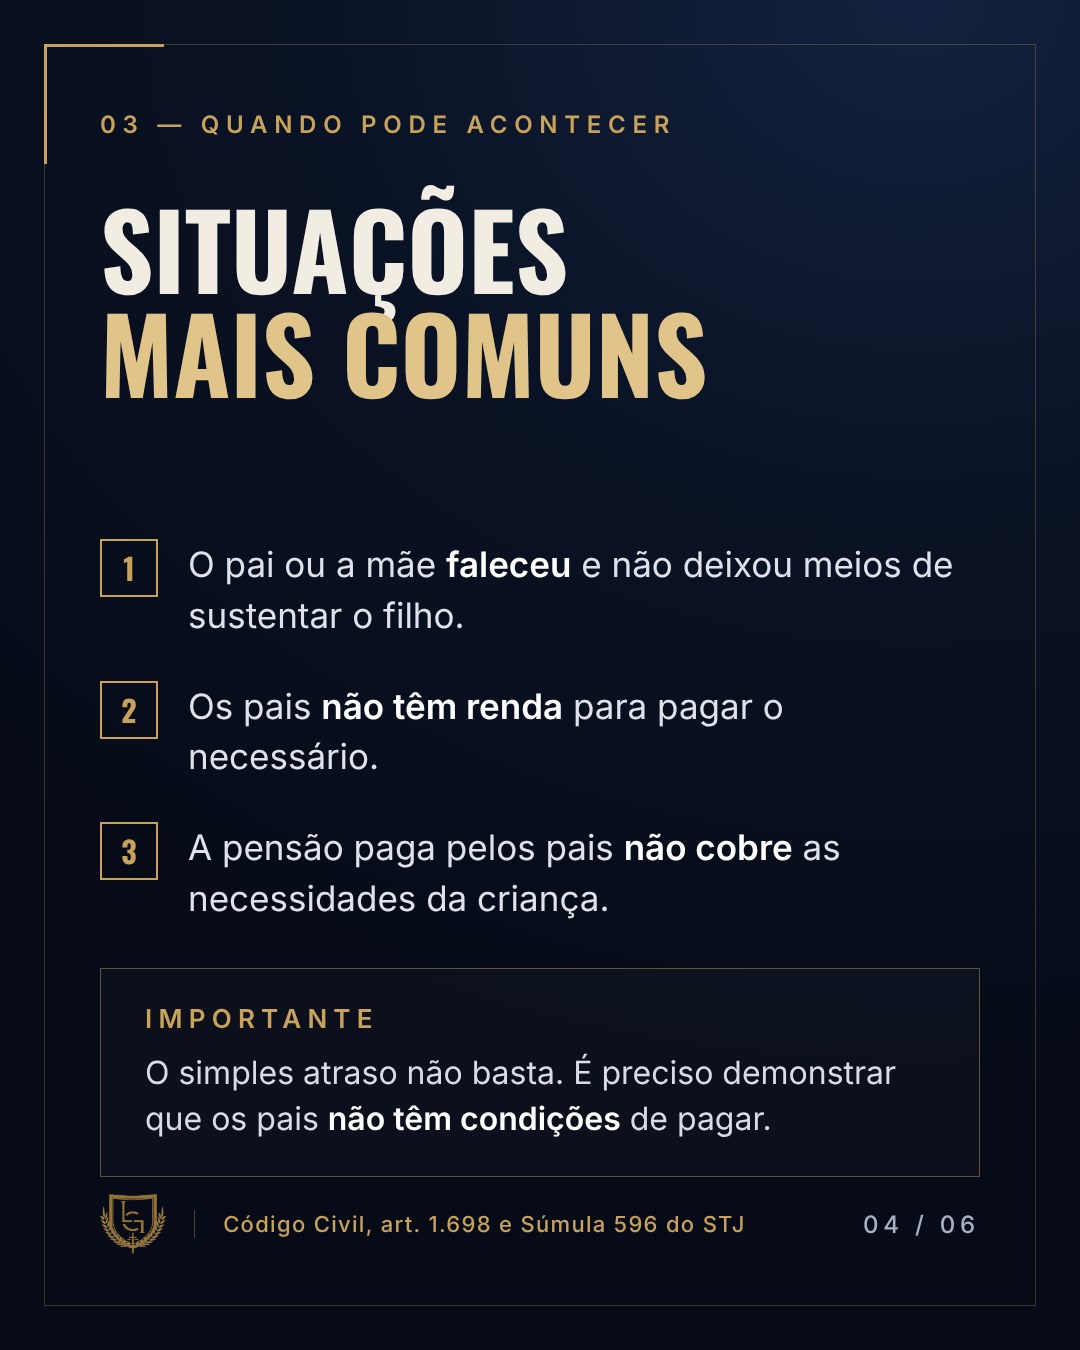 03 — QUANDO PODE ACONTECER
SITUAÇÕES
MAIS COMUNS
1 O pai ou a mãe faleceu e não deixou meios de
sustentar o filho.
2 Os pais não têm renda para pagar o
necessário.
3 A pensão paga pelos pais não cobre as
necessidades da criança.
IMPORTANTE
O simples atraso não basta. É preciso demonstrar
que os pais não têm condições de pagar.
Código Civil, art. 1.698 e Súmula 596 do STJ
04 / 06